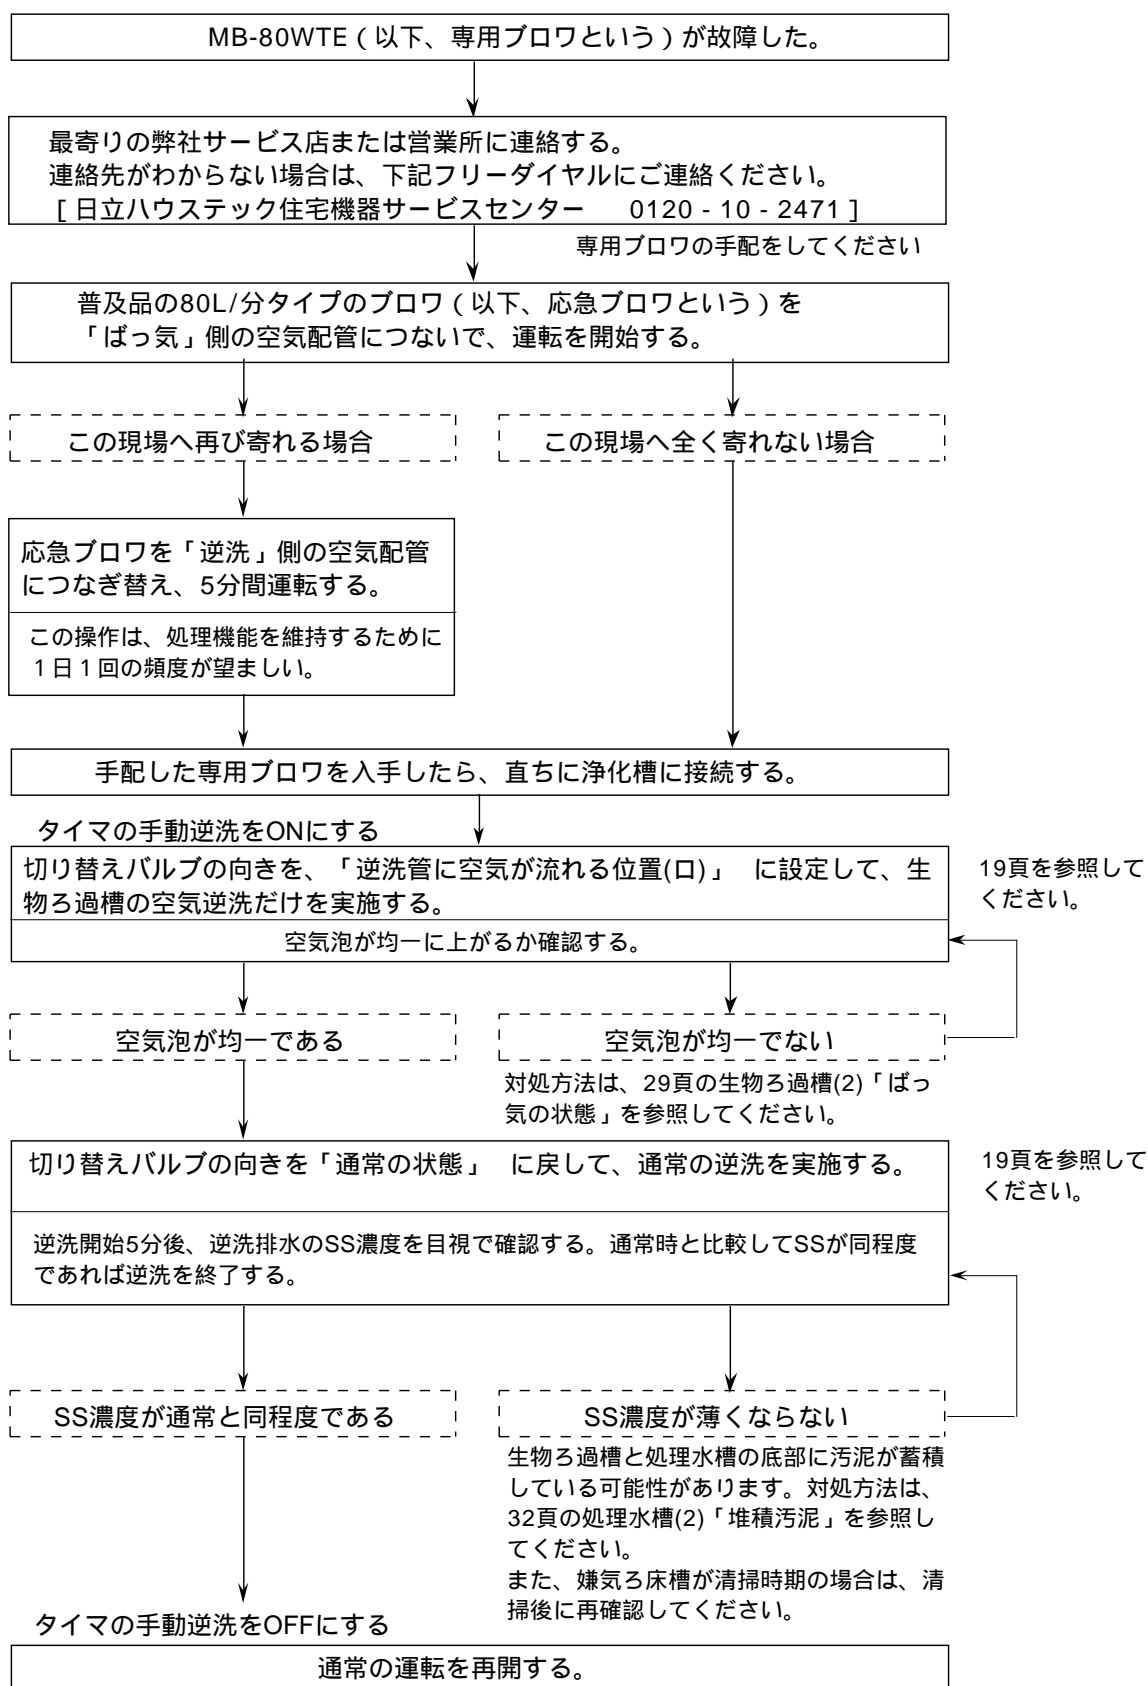 MB-80WTE（以下、専用ブロワという）が故障した。
最寄りの弊社サービス店または営業所に連絡する。
連絡先がわからない場合は、下記フリーダイヤルにご連絡ください。
[ 日立ハウステック住宅機器サービスセンター　0120 - 10 - 2471 ]
専用ブロワの手配をしてください
普及品の80L/分タイプのブロワ（以下、応急ブロワという）を
「ばっ気」側の空気配管につないで、運転を開始する。
この現場へ再び寄れる場合
この現場へ全く寄れない場合
応急ブロワを「逆洗」側の空気配管
につなぎ替え、5分間運転する。
この操作は、処理機能を維持するために
１日１回の頻度が望ましい。
手配した専用ブロワを入手したら、直ちに浄化槽に接続する。
タイマの手動逆洗をONにする
切り替えバルブの向きを、「逆洗管に空気が流れる位置(ロ)」　に設定して、生
物ろ過槽の空気逆洗だけを実施する。
19頁を参照して
ください。
空気泡が均一に上がるか確認する。
空気泡が均一である
空気泡が均一でない
対処方法は、29頁の生物ろ過槽(2)「ばっ
気の状態」を参照してください。
切り替えバルブの向きを「通常の状態」　に戻して、通常の逆洗を実施する。
19頁を参照して
ください。
逆洗開始5分後、逆洗排水のSS濃度を目視で確認する。通常時と比較してSSが同程度
であれば逆洗を終了する。
SS濃度が通常と同程度である
SS濃度が薄くならない
生物ろ過槽と処理水槽の底部に汚泥が蓄積
している可能性があります。対処方法は、
32頁の処理水槽(2)「堆積汚泥」を参照し
てください。
また、嫌気ろ床槽が清掃時期の場合は、清
掃後に再確認してください。
タイマの手動逆洗をOFFにする
通常の運転を再開する。